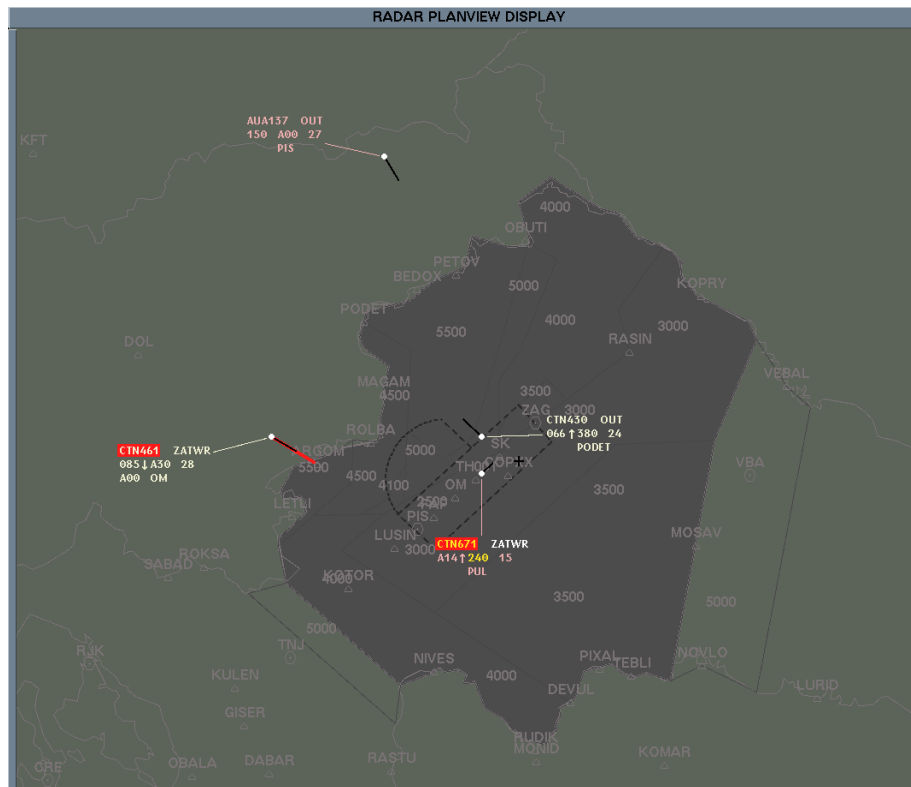 RADAR PLANVIEW DISPLAY
AUA137 OUT
150 A00 27
PIS
KFT
4000
OBUTI
PETOV
BEDOX
5000
KOPRY
PODET
4000
3000
5500
RASIN
DOL
VEBAL
MAGAM
4500
3500
ZAG
3000
ROLBA
CTN430 OUT
066↑380 24
PODET
CTN461 ZATWR
085↓A30 28
A00 OM
ARGOM
5500
5000
SK
4500
4100
OM
3500
VBA
LETLI
2500
PIS
LUSIN
3000
MOSAV
CTN671 ZATWR
A14↑240 15
PUL
ROKSA
SABAD
KOTOR
4000
3500
5000
5000
TNJ
RJK
NIVES
PIXAL
TEBLI
NOVLO
KULEN
4000
DEVUL
LURID
GISER
RUDIK
MONID
KOMAR
OBALA
DABAR
RASTU
CRE